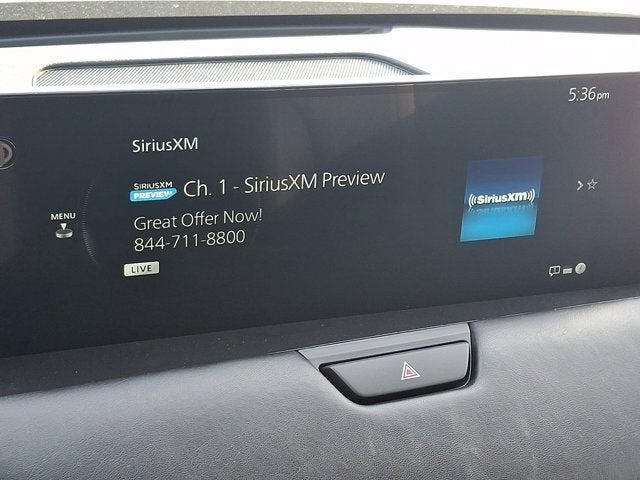 5:36pm
SiriusXM
SIRIUSXM
PREVIEW
Ch. 1 - SiriusXM Preview
((SiriusXM))
MENU
Great Offer Now!
844-711-8800
LIVE